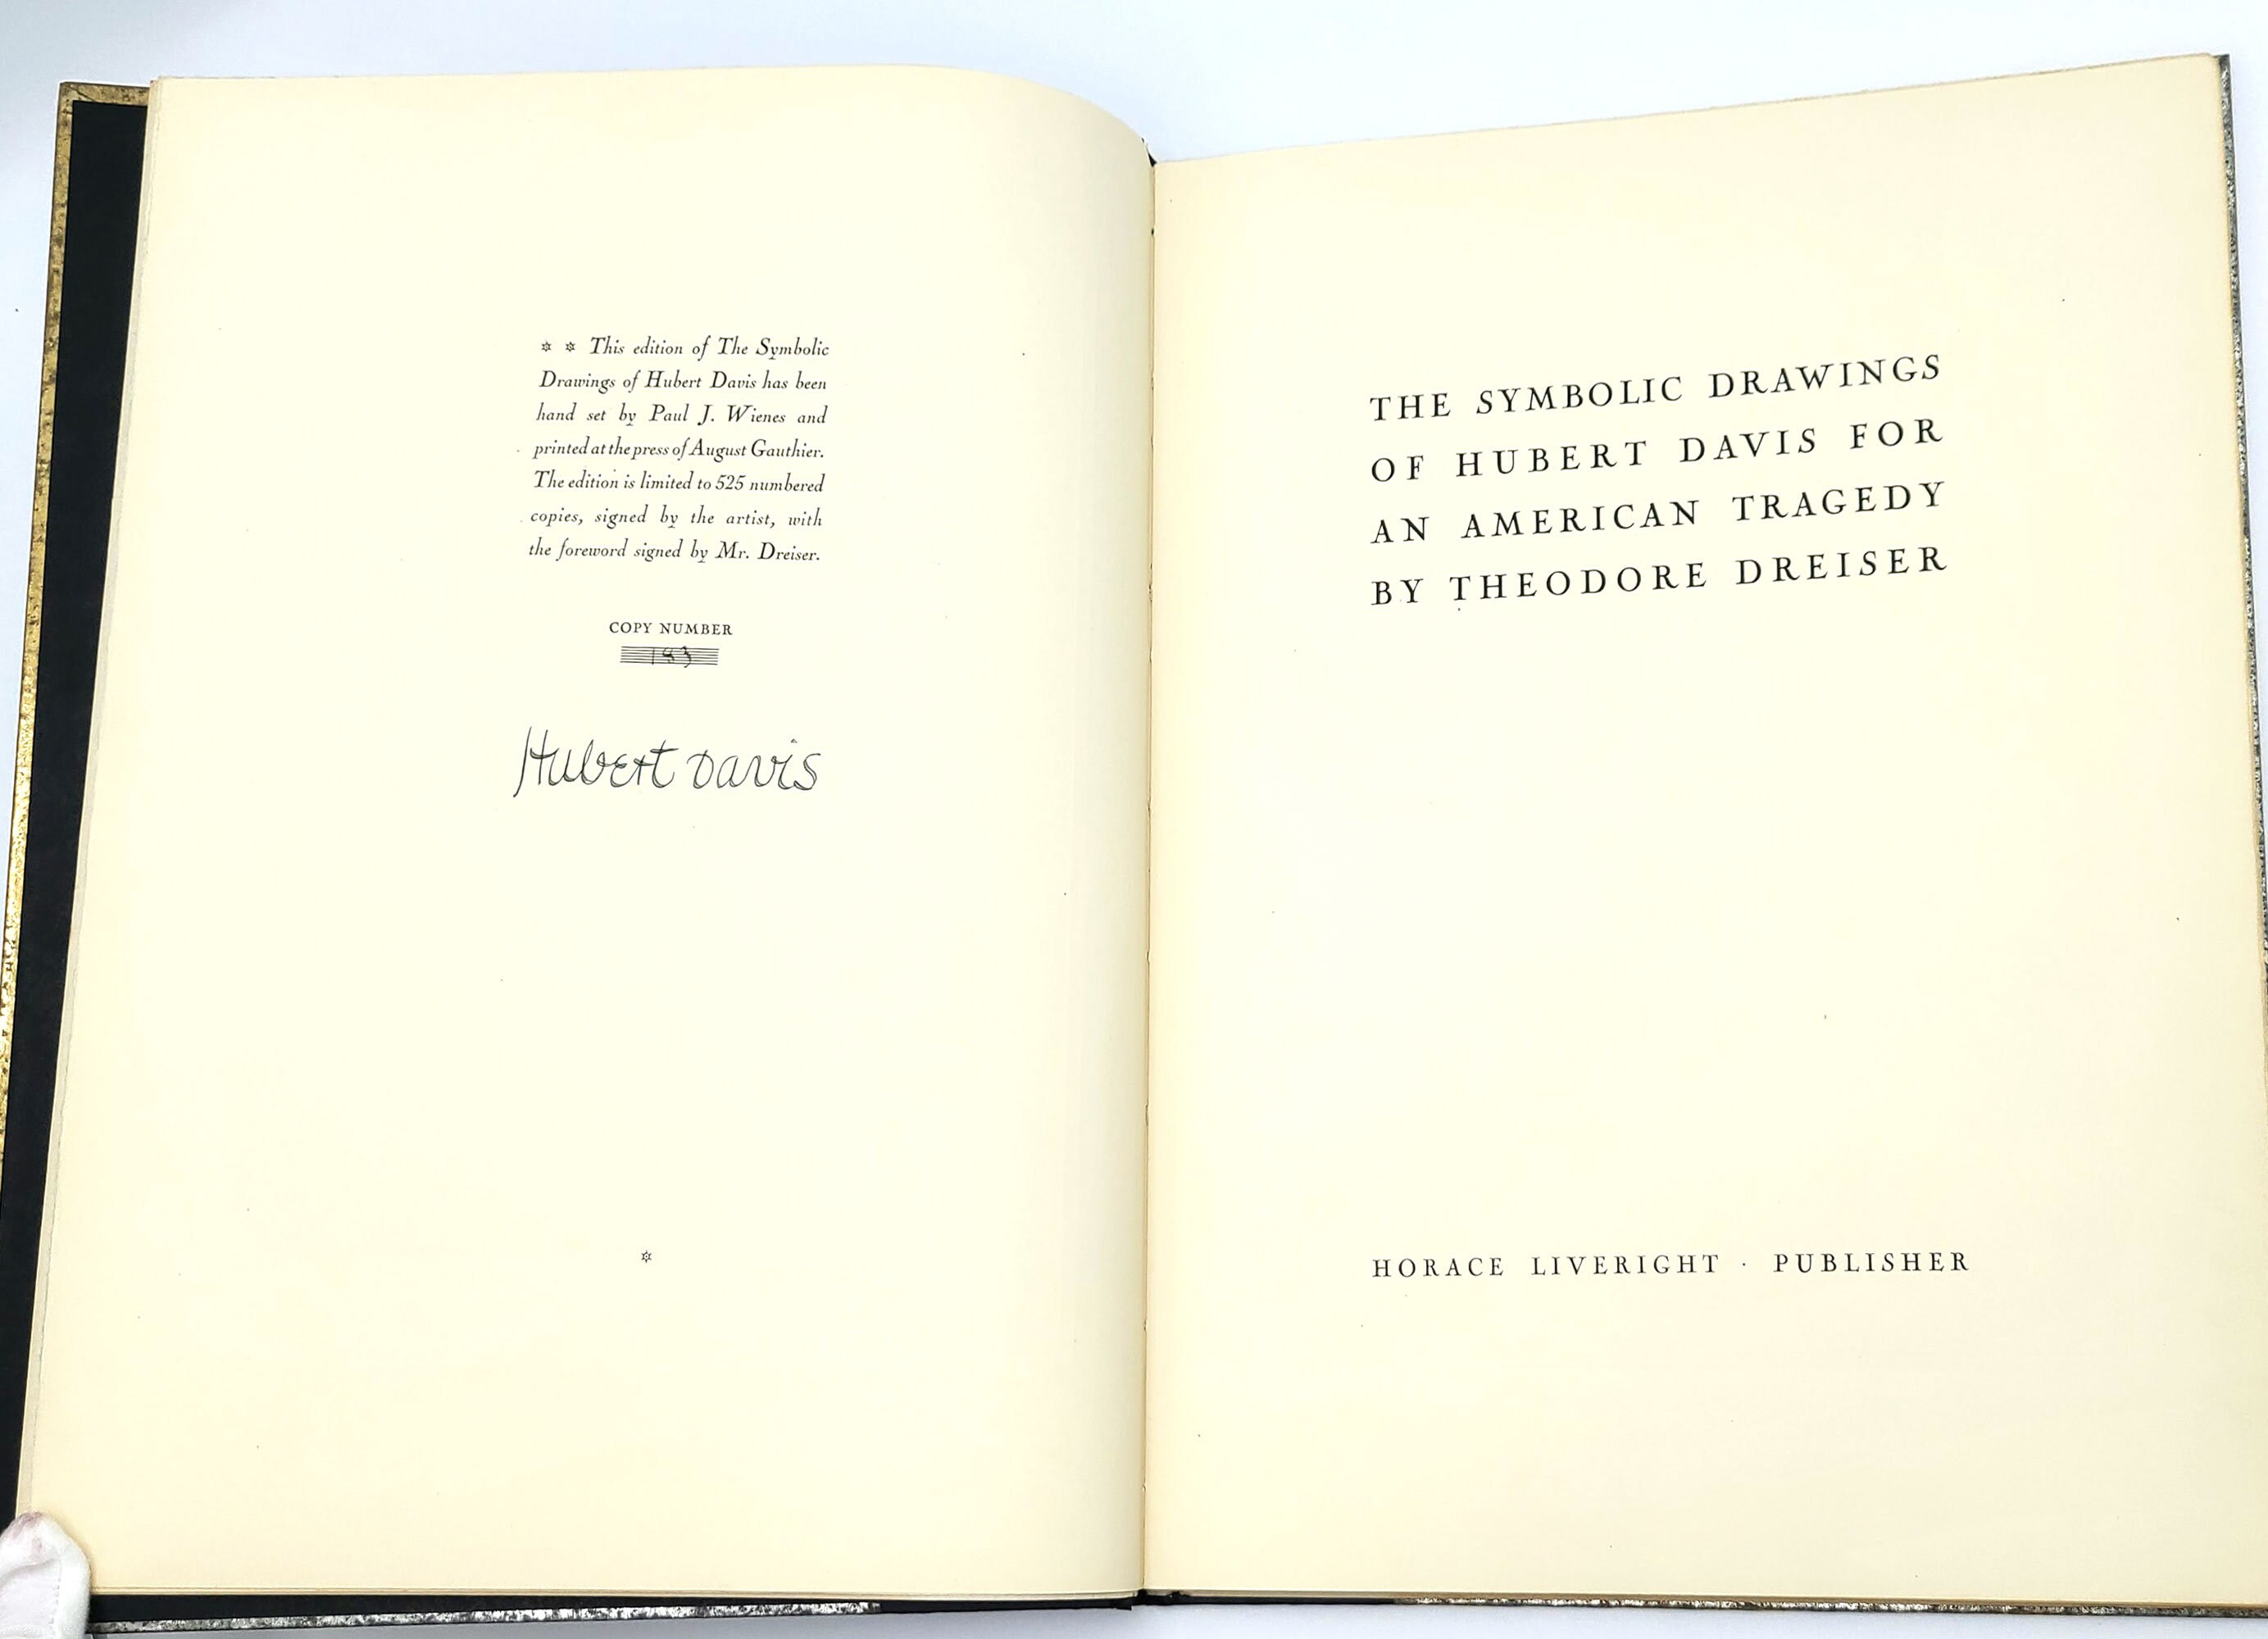 ✲ ✲ This edition of The Symbolic
Drawings of Hubert Davis has been
hand set by Paul J. Wienes and
printed at the press of August Gauthier.
The edition is limited to 525 numbered
copies, signed by the artist, with
the foreword signed by Mr. Dreiser.
COPY NUMBER
183
Hubert Davis
✲
THE SYMBOLIC DRAWINGS
OF HUBERT DAVIS FOR
AN AMERICAN TRAGEDY
BY THEODORE DREISER
HORACE LIVERIGHT · PUBLISHER